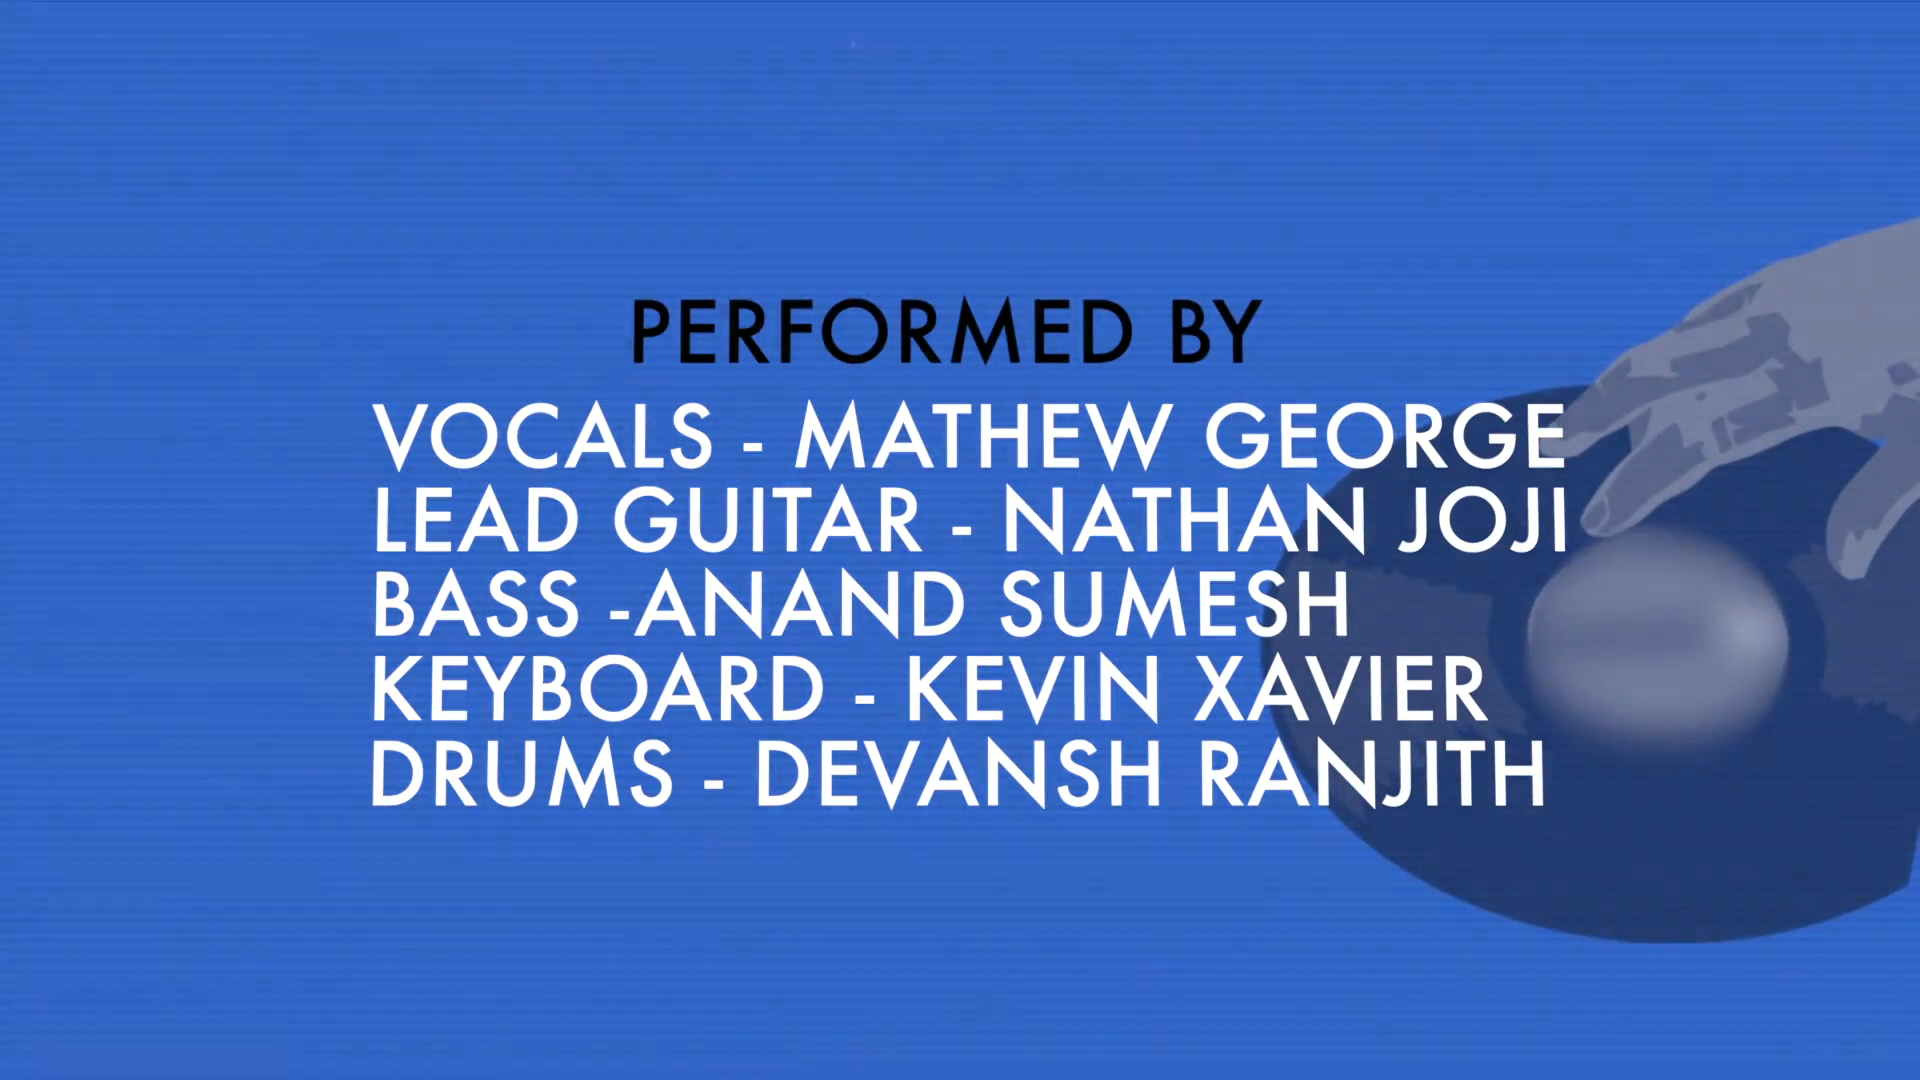 PERFORMED BY
VOCALS - MATHEW GEORGE
LEAD GUITAR - NATHAN JOJI
BASS -ANAND SUMESH
KEYBOARD - KEVIN XAVIER
DRUMS - DEVANSH RANJITH